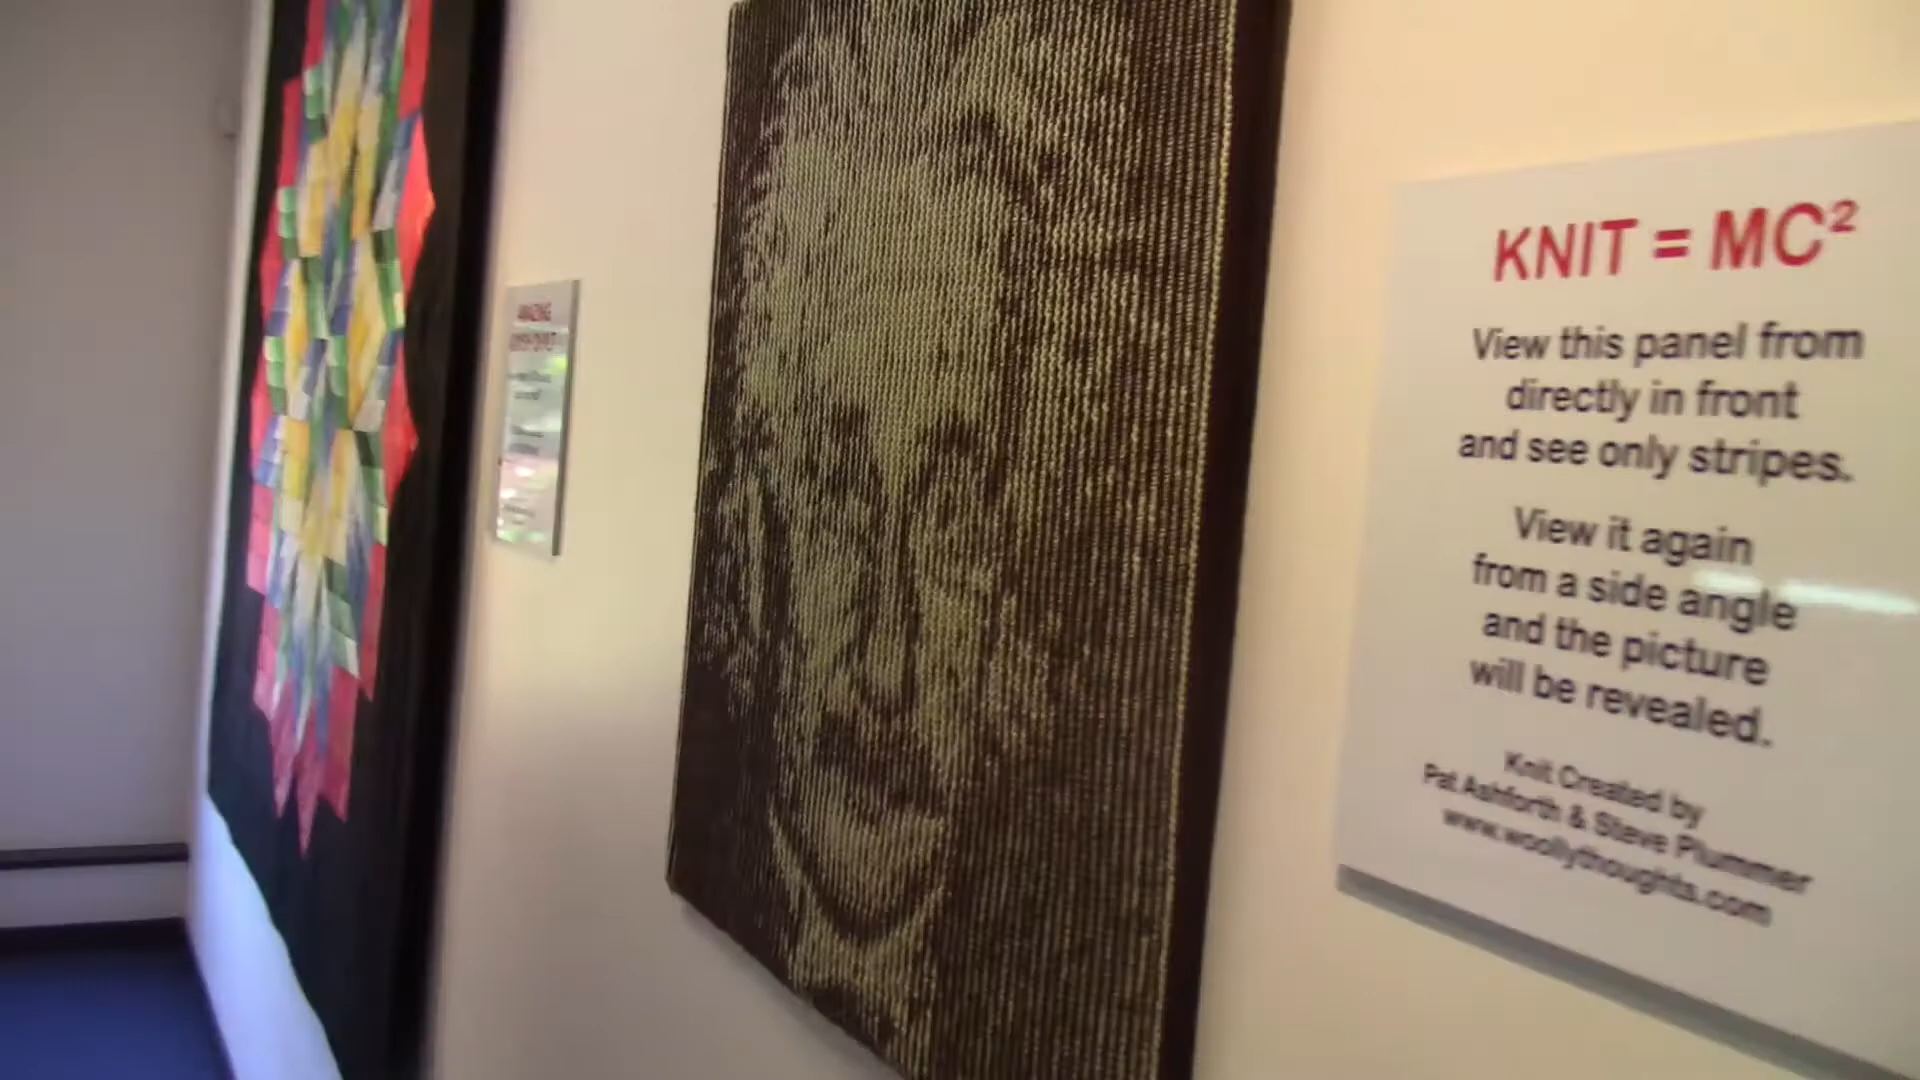 KNIT = MC²
View this panel from
directly in front
and see only stripes.
View it again
from a side angle
and the picture
will be revealed.
Knit Created by
Pat Ashforth & Steve Plummer
www.woollythoughts.com
AMAZING